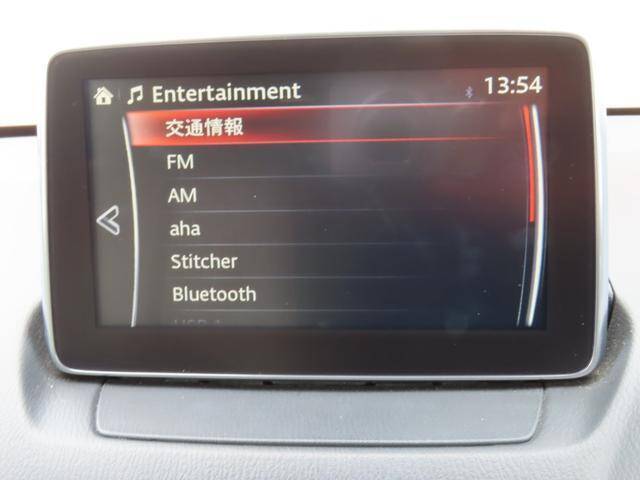 Entertainment 13:54
交通情報
FM
AM
aha
Stitcher
Bluetooth